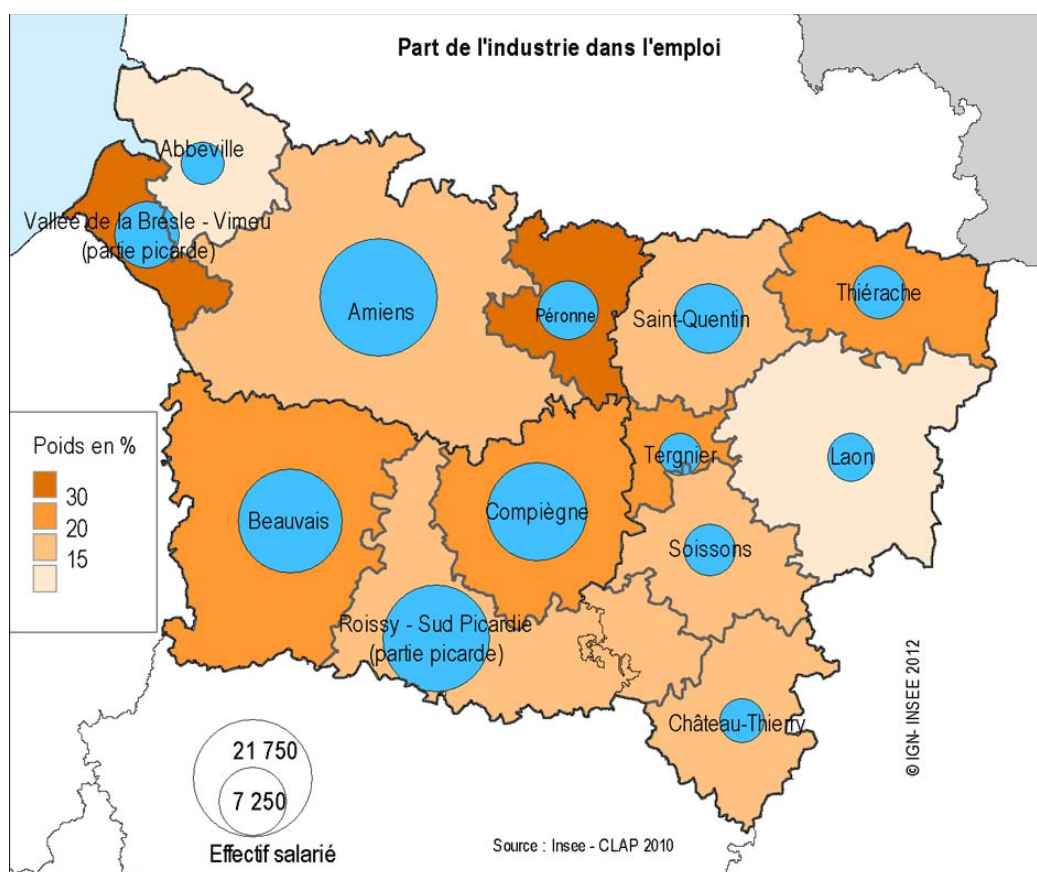 Part de l'industrie dans l'emploi
Abbeville
Vallée de la Bresle - Vimeu
(partie picarde)
Amiens
Péronne
Saint-Quentin
Thiérache
Poids en %
30
20
15
Beauvais
Compiègne
Tergnier
Laon
Soissons
Roissy - Sud Picardie
(partie picarde)
Château-Thierry
21 750
7 250
Effectif salarié
Source : Insee - CLAP 2010
© IGN- INSEE 2012